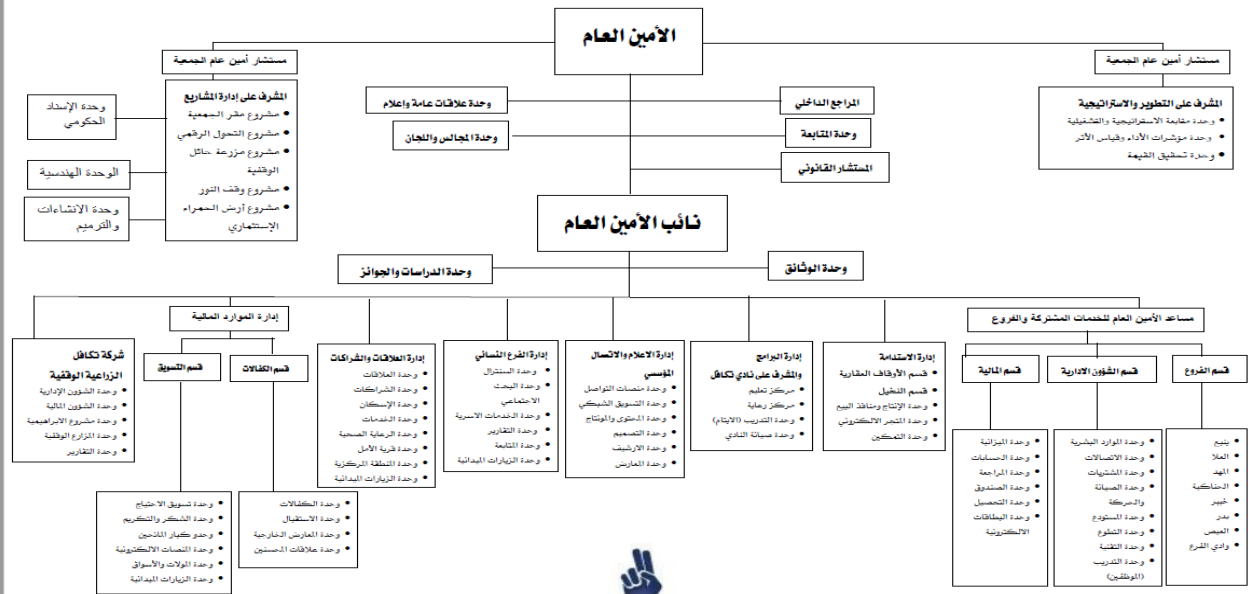 الأمين العام
مستشار أمين عام الجمعية
المشرف على التطوير والاستراتيجية
وحدة متابعة الاستراتيجية والتشغيلية
وحدة مؤشرات الأداء وقياس الأثر
وحدة تحقيق القيمة
مستشار أمين عام الجمعية
المشرف على إدارة المشاريع
مشروع مقر الجمعية
مشروع التحول الرقمي
مشروع مزرعة حائل
الوقفية
مشروع وقف النور
مشروع أرض الحمراء
الإستثماري
وحدة الإسناد
الحكومي
الوحدة الهندسية
وحدة الانشاءات
والترميم
المراجع الداخلي
وحدة علاقات عامة وإعلام
وحدة المتابعة
وحدة المجالس واللجان
المستشار القانوني
نائب الأمين العام
وحدة الوثائق
وحدة الدراسات والجوائز
مساعد الأمين العام للخدمات المشتركة والفروع
قسم الفروع
ينبع
العلا
المهد
الحناكية
خيبر
بدر
العيص
وادي الفرع
قسم الشؤون الادارية
وحدة الموارد البشرية
وحدة الاتصالات
وحدة المشتريات
وحدة الصيانة
والحركة
وحدة المستودع
وحدة التطوع
وحدة التقنية
وحدة التدريب
(الموظفين)
قسم المالية
وحدة الميزانية
وحدة الحسابات
وحدة المراجعة
وحدة الصندوق
وحدة التحصيل
وحدة البطاقات
الالكترونية
إدارة الاستدامة
قسم الأوقاف العقارية
قسم النخيل
وحدة الإنتاج ومنافذ البيع
وحدة المتجر الالكتروني
وحدة التمكين
إدارة البرامج
والمشرف على نادي تكافل
مركز تعليم
مركز رعاية
وحدة التدريب (الايتام)
وحدة صيانة النادي
إدارة الاعلام والاتصال
المؤسسي
وحدة منصات التواصل
وحدة التسويق الشبكي
وحدة المحتوى والمونتاج
وحدة التصميم
وحدة الارشيف
وحدة المعارض
إدارة الفرع النسائي
وحدة السنترال
وحدة البحث
الاجتماعي
وحدة الخدمات الاسرية
وحدة التقارير
وحدة المتابعة
وحدة الزيارات الميدانية
إدارة العلاقات والشراكات
وحدة العلاقات
وحدة الشراكات
وحدة الإسكان
وحدة الخدمات
وحدة الرعاية الصحية
وحدة قرية الأمل
وحدة المنطقة المركزية
وحدة الزيارات الميدانية
إدارة الموارد المالية
قسم الكفالات
وحدة الكفالات
وحدة الاستقبال
وحدة المعارض الخارجية
وحدة علاقات المحسنين
قسم التسويق
وحدة تسويق الاحتياج
وحدة الشكر والتكريم
وحدو كبار المانحين
وحدة المنصات الالكترونية
وحدة المولات والأسواق
وحدة الزيارات الميدانية
شركة تكافل
الزراعية الوقفية
وحدة الشؤون الإدارية
وحدة الشؤون المالية
وحدة مشروع الابراهيمية
وحدة المزارع الوقفية
وحدة التقارير